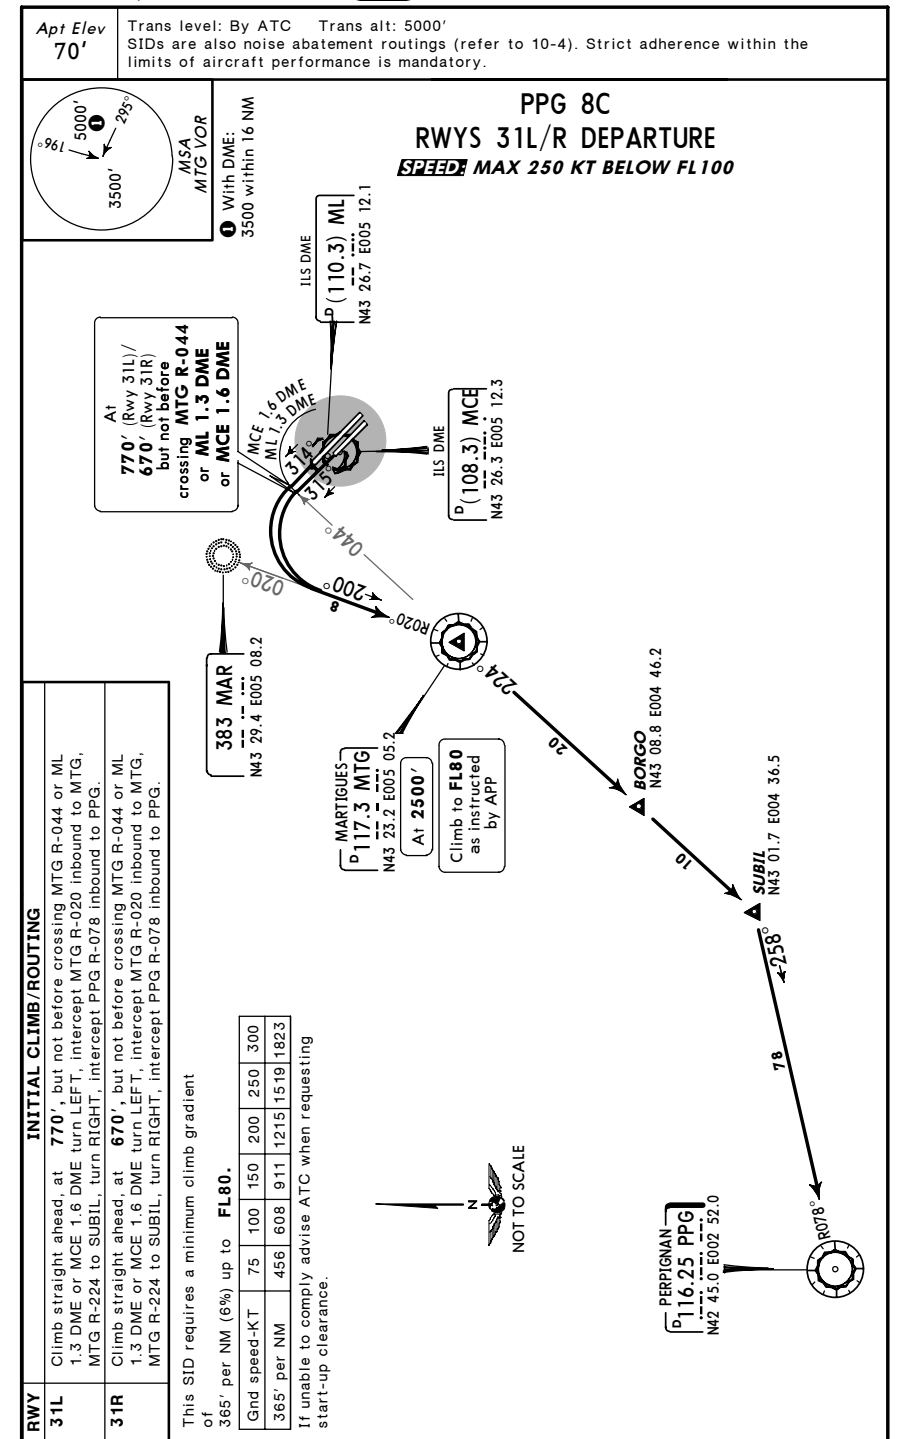 Apt Elev
70'
Trans level: By ATC Trans alt: 5000'
SIDs are also noise abatement routings (refer to 10-4). Strict adherence within the
limits of aircraft performance is mandatory.
PPG 8C
RWYS 31L/R DEPARTURE
SPEED: MAX 250 KT BELOW FL100
196°
5000'
1
295°
3500'
MSA
MTG VOR
1 With DME:
3500 within 16 NM
ILS DME
D (110.3) ML
N43 26.7 E005 12.1
At
770' (Rwy 31L)/
670' (Rwy 31R)
but not before
crossing MTG R-044
or ML 1.3 DME
or MCE 1.6 DME
MCE 1.6 DME
ML 1.3 DME
314°
315°
ILS DME
D (108.3) MCE
N43 26.3 E005 12.3
044°
020°
200°
8
R020°
383 MAR
N43 29.4 E005 08.2
MARTIGUES
D 117.3 MTG
N43 23.2 E005 05.2
At 2500'
Climb to FL80
as instructed
by APP
224°
20
BORGO
N43 08.8 E004 46.2
10
SUBIL
N43 01.7 E004 36.5
258°
78
R078°
PERPIGNAN
D 116.25 PPG
N42 45.0 E002 52.0
N
NOT TO SCALE
RWY INITIAL CLIMB/ROUTING
31L Climb straight ahead, at 770', but not before crossing MTG R-044 or ML
1.3 DME or MCE 1.6 DME turn LEFT, intercept MTG R-020 inbound to MTG,
MTG R-224 to SUBIL, turn RIGHT, intercept PPG R-078 inbound to PPG.
31R Climb straight ahead, at 670', but not before crossing MTG R-044 or ML
1.3 DME or MCE 1.6 DME turn LEFT, intercept MTG R-020 inbound to MTG,
MTG R-224 to SUBIL, turn RIGHT, intercept PPG R-078 inbound to PPG.
This SID requires a minimum climb gradient
of
365' per NM (6%) up to FL80.
Gnd speed-KT 75 100 150 200 250 300
365' per NM 456 608 911 1215 1519 1823
If unable to comply advise ATC when requesting
start-up clearance.